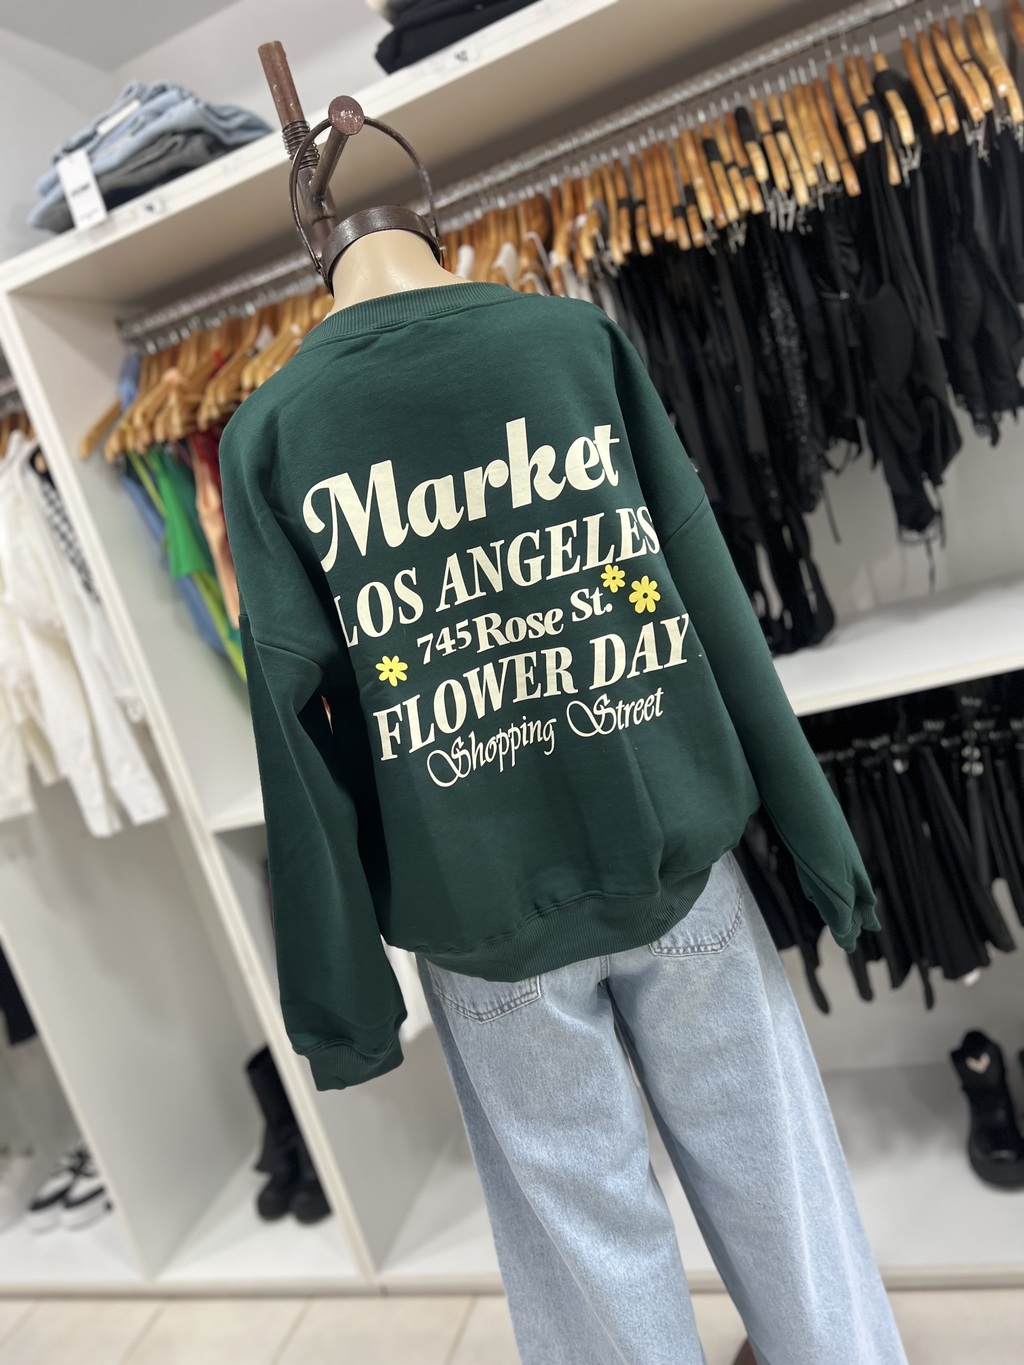 Market
LOS ANGELES
745 Rose St.
FLOWER DAY
Shopping Street